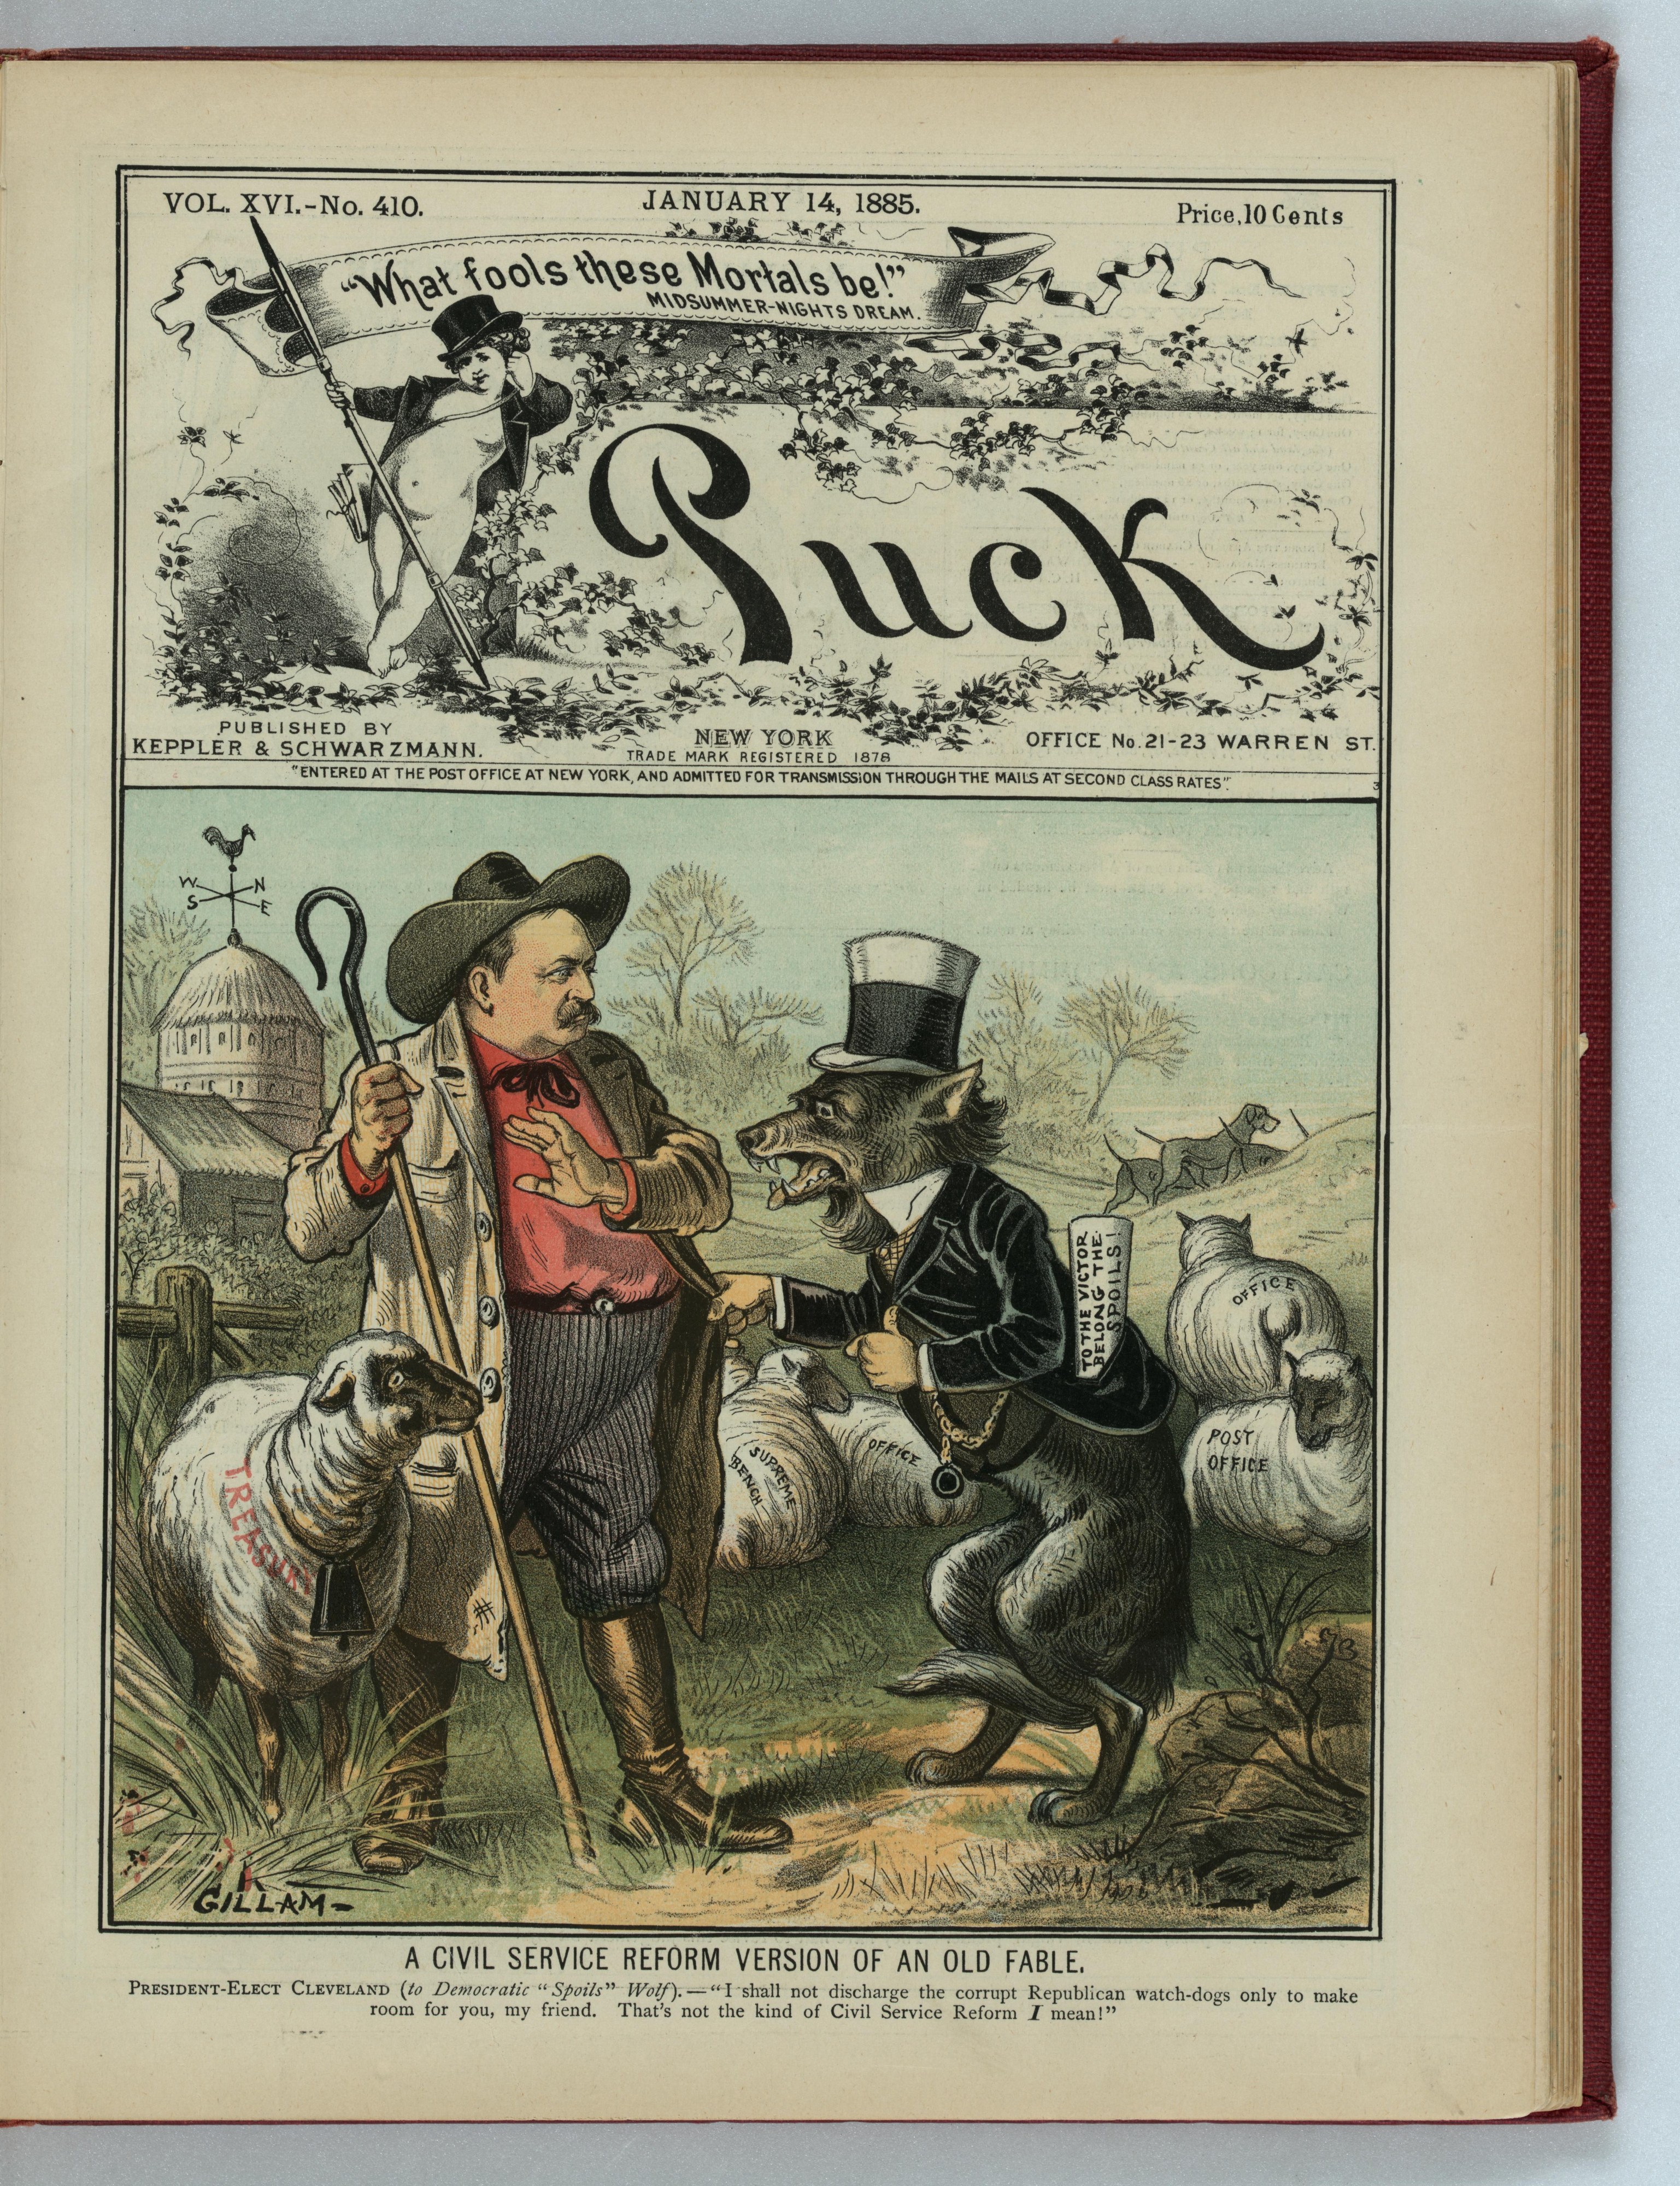 VOL. XVI.-No. 410.
JANUARY 14, 1885.
Price, 10 Cents
"What fools these Mortals be!"
MIDSUMMER-NIGHTS DREAM.
Puck
PUBLISHED BY
KEPPLER & SCHWARZMANN.
NEW YORK
TRADE MARK REGISTERED 1878
OFFICE No. 21-23 WARREN ST.
"ENTERED AT THE POST OFFICE AT NEW YORK, AND ADMITTED FOR TRANSMISSION THROUGH THE MAILS AT SECOND CLASS RATES".
W N
S E
TO THE VICTOR
BELONG THE
SPOILS!
OFFICE
POST
OFFICE
OFFICE
SUPREME
BENCH
TREASURY
GILLAM-
A CIVIL SERVICE REFORM VERSION OF AN OLD FABLE.
PRESIDENT-ELECT CLEVELAND (to Democratic "Spoils" Wolf).—"I shall not discharge the corrupt Republican watch-dogs only to make
room for you, my friend. That's not the kind of Civil Service Reform I mean!"